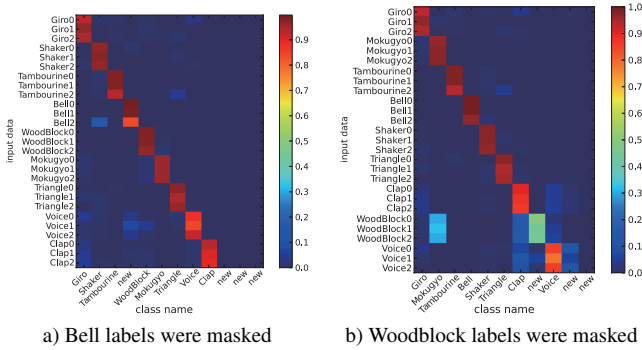 Giro0
Giro1
Giro2
Shaker0
Shaker1
Shaker2
Tambourine0
Tambourine1
Tambourine2
Bell0
Bell1
Bell2
WoodBlock0
WoodBlock1
WoodBlock2
Mokugyo0
Mokugyo1
Mokugyo2
Triangle0
Triangle1
Triangle2
Voice0
Voice1
Voice2
Clap0
Clap1
Clap2
input data
Giro
Shaker
Tambourine
new
WoodBlock
Mokugyo
Triangle
Voice
Clap
new
new
new
class name
0.9
0.8
0.7
0.6
0.5
0.4
0.3
0.2
0.1
0.0
a) Bell labels were masked
Giro0
Giro1
Giro2
Mokugyo0
Mokugyo1
Mokugyo2
Tambourine0
Tambourine1
Tambourine2
Bell0
Bell1
Bell2
Shaker0
Shaker1
Shaker2
Triangle0
Triangle1
Triangle2
Clap0
Clap1
Clap2
WoodBlock0
WoodBlock1
WoodBlock2
Voice0
Voice1
Voice2
input data
Giro
Mokugyo
Tambourine
Bell
Shaker
Triangle
Clap
new
Voice
new
new
class name
1.0
0.9
0.8
0.7
0.6
0.5
0.4
0.3
0.2
0.1
0.0
b) Woodblock labels were masked